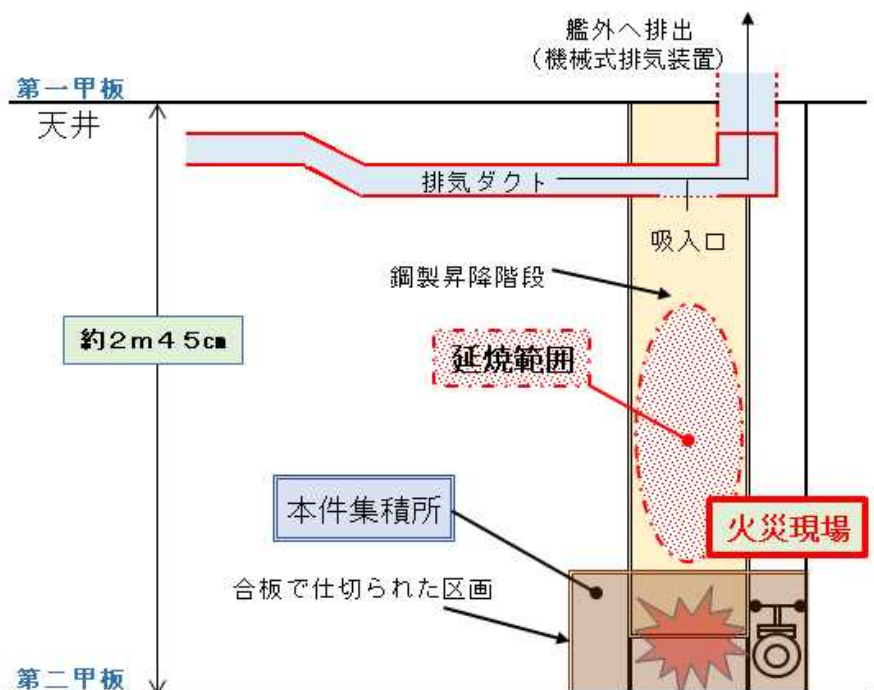 艦外へ排出
（機械式排気装置）
第一甲板
天井
排気ダクト
吸入口
鋼製昇降階段
約２ｍ４５㎝
延焼範囲
本件集積所
火災現場
合板で仕切られた区画
第二甲板